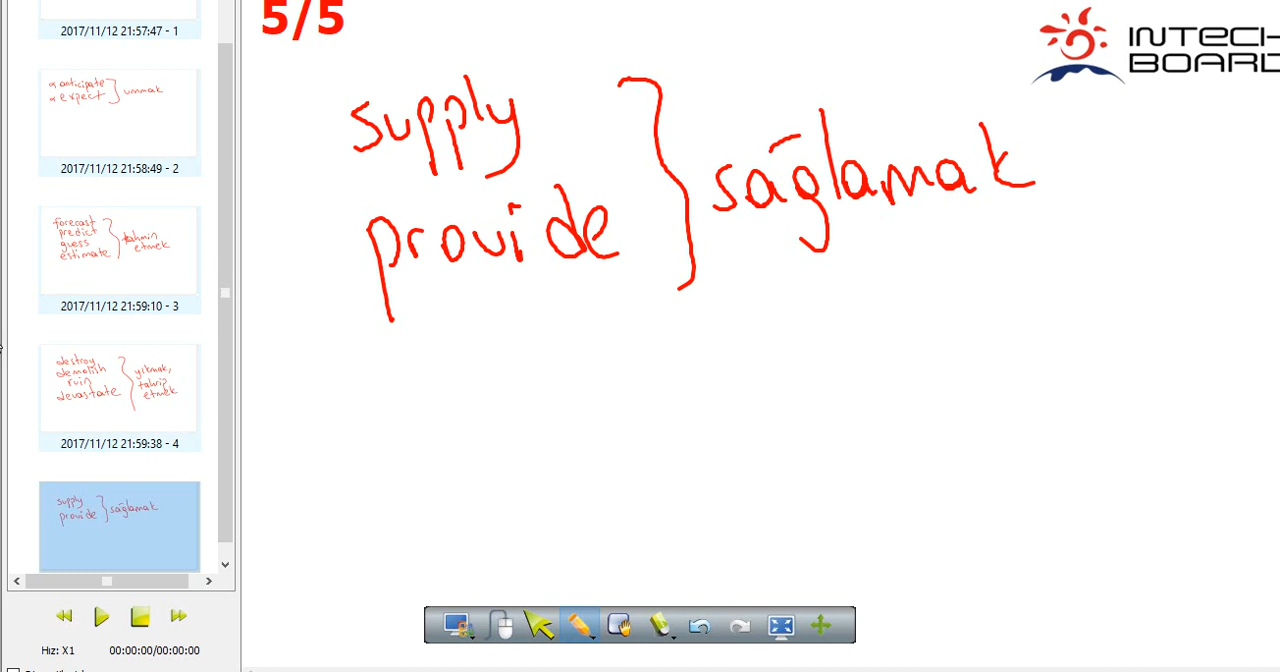 2017/11/12 21:57:47 - 1
anticipate
expect
ummak
2017/11/12 21:58:49 - 2
forecast
predict
guess
estimate
tahmin
etmek
2017/11/12 21:59:10 - 3
destroy
demolish
ruin
devastate
yıkmak,
tahrip
etmek
2017/11/12 21:59:38 - 4
supply
provide
sağlamak
Hız: X1
00:00:00/00:00:00
5/5
INTECH
BOARD
supply
provide
sağlamak